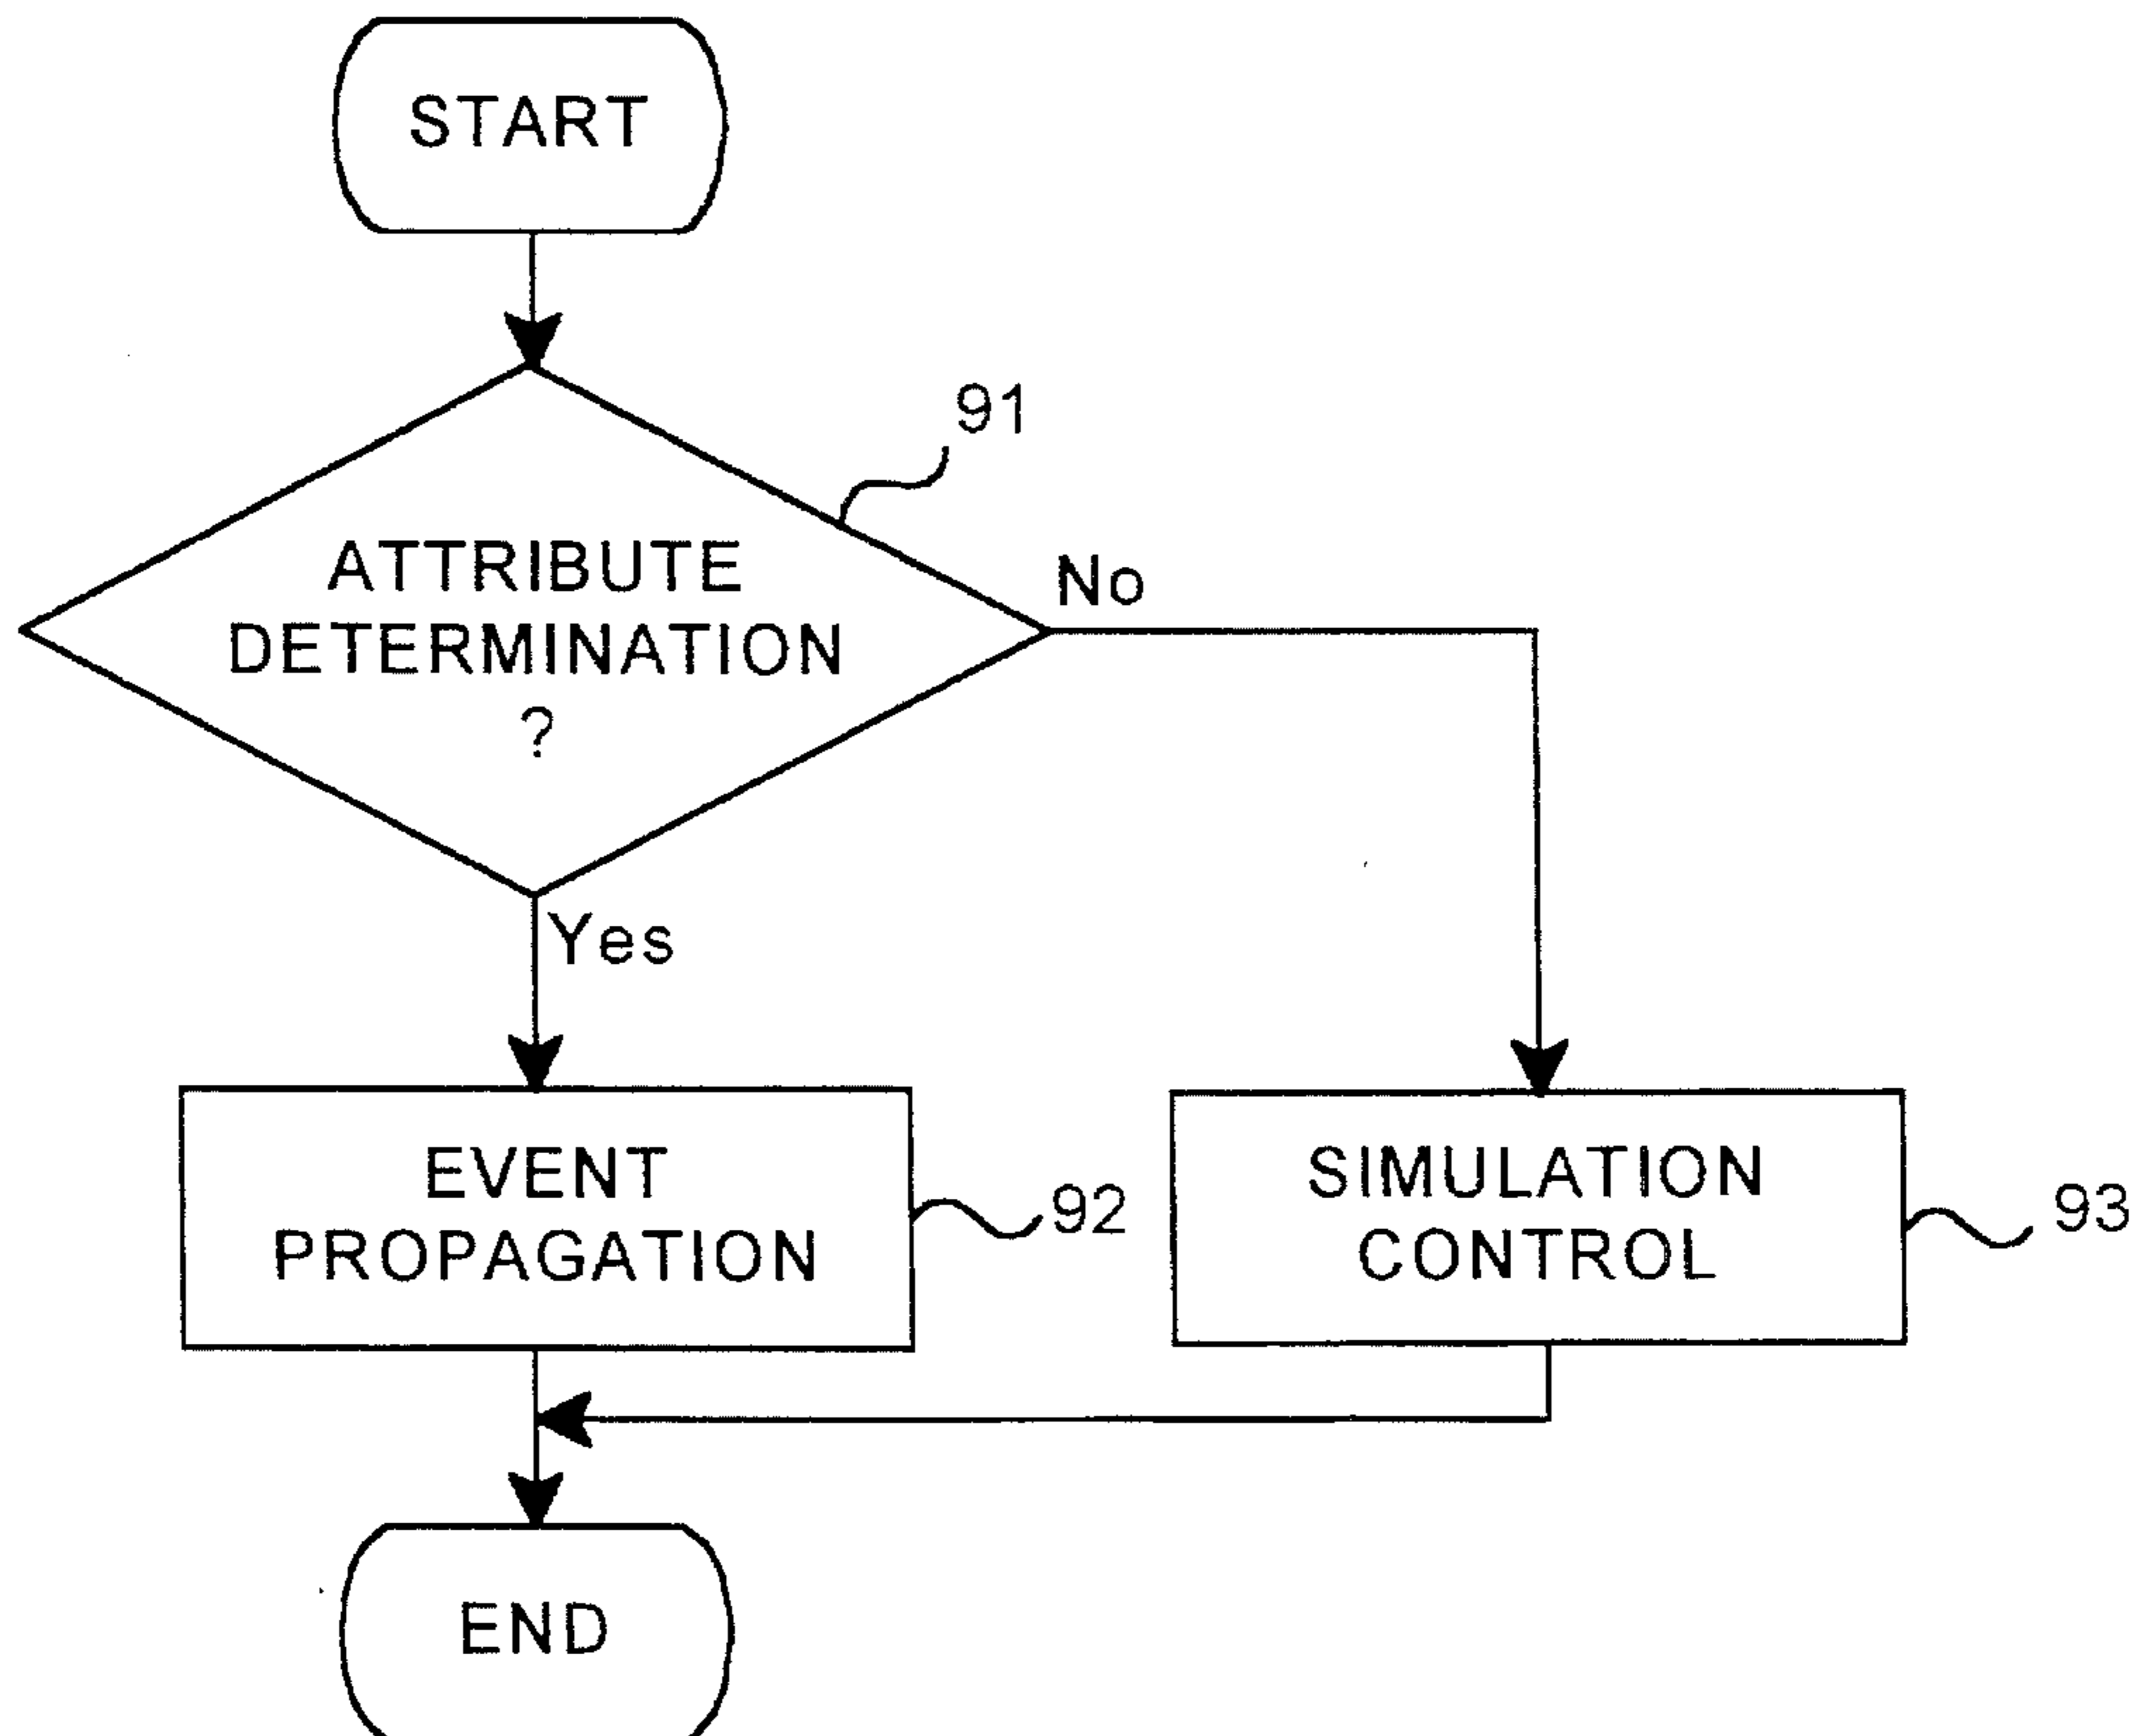 START
91
ATTRIBUTE
DETERMINATION
?
No
Yes
EVENT
PROPAGATION
92
SIMULATION
CONTROL
93
END